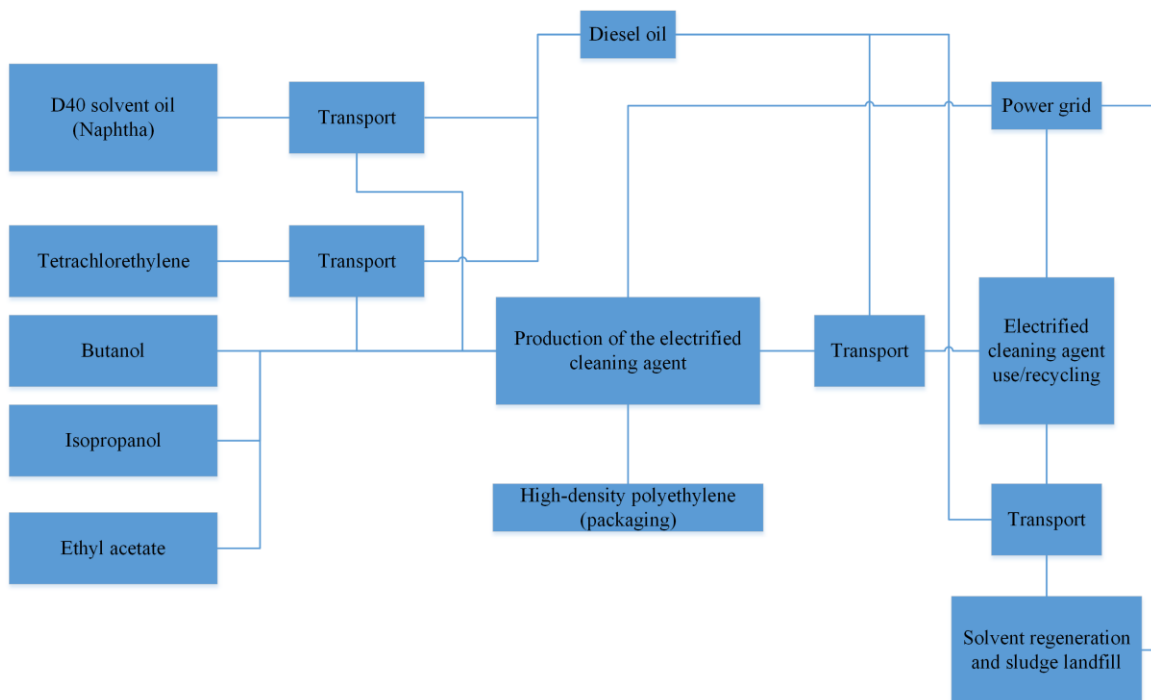 Diesel oil
D40 solvent oil
(Naphtha)
Transport
Power grid
Tetrachlorethylene
Transport
Butanol
Production of the electrified
cleaning agent
Transport
Electrified
cleaning agent
use/recycling
Isopropanol
High-density polyethylene
(packaging)
Transport
Ethyl acetate
Solvent regeneration
and sludge landfill